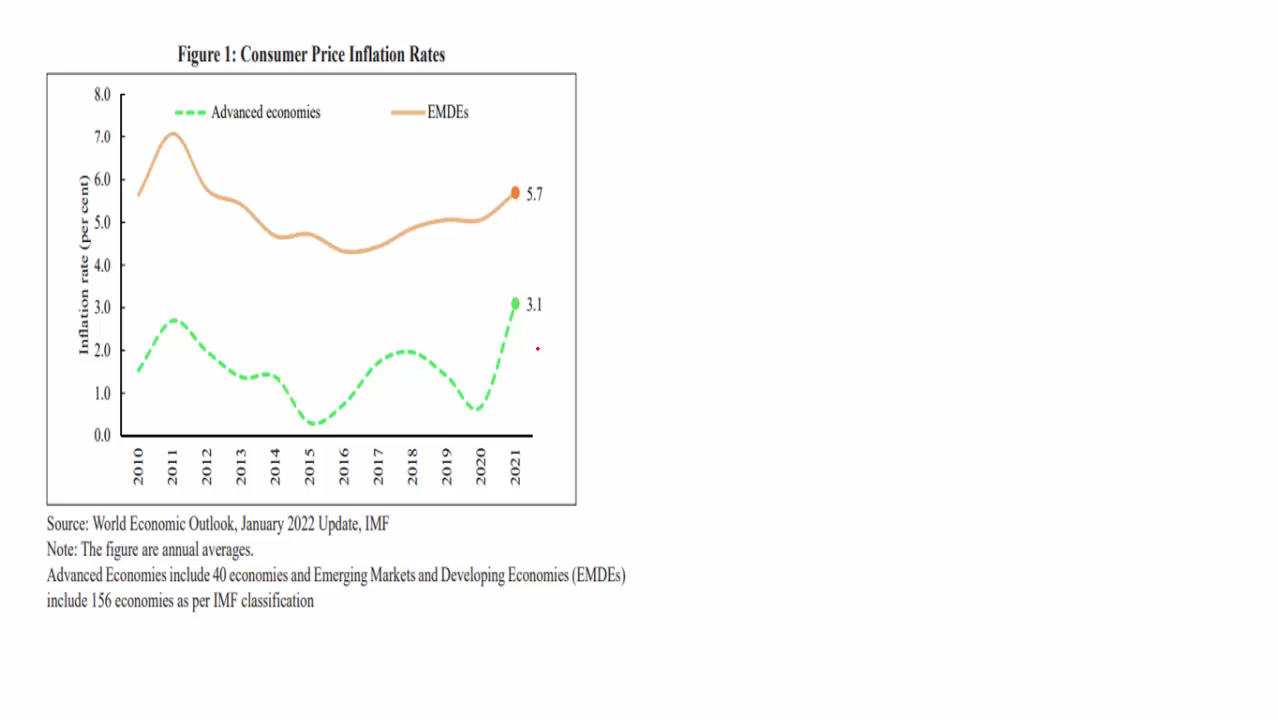 Figure 1: Consumer Price Inflation Rates
Advanced economies
EMDEs
Inflation rate (per cent)
8.0
7.0
6.0
5.0
4.0
3.0
2.0
1.0
0.0
5.7
3.1
2010
2011
2012
2013
2014
2015
2016
2017
2018
2019
2020
2021
Source: World Economic Outlook, January 2022 Update, IMF
Note: The figure are annual averages.
Advanced Economies include 40 economies and Emerging Markets and Developing Economies (EMDEs)
include 156 economies as per IMF classification